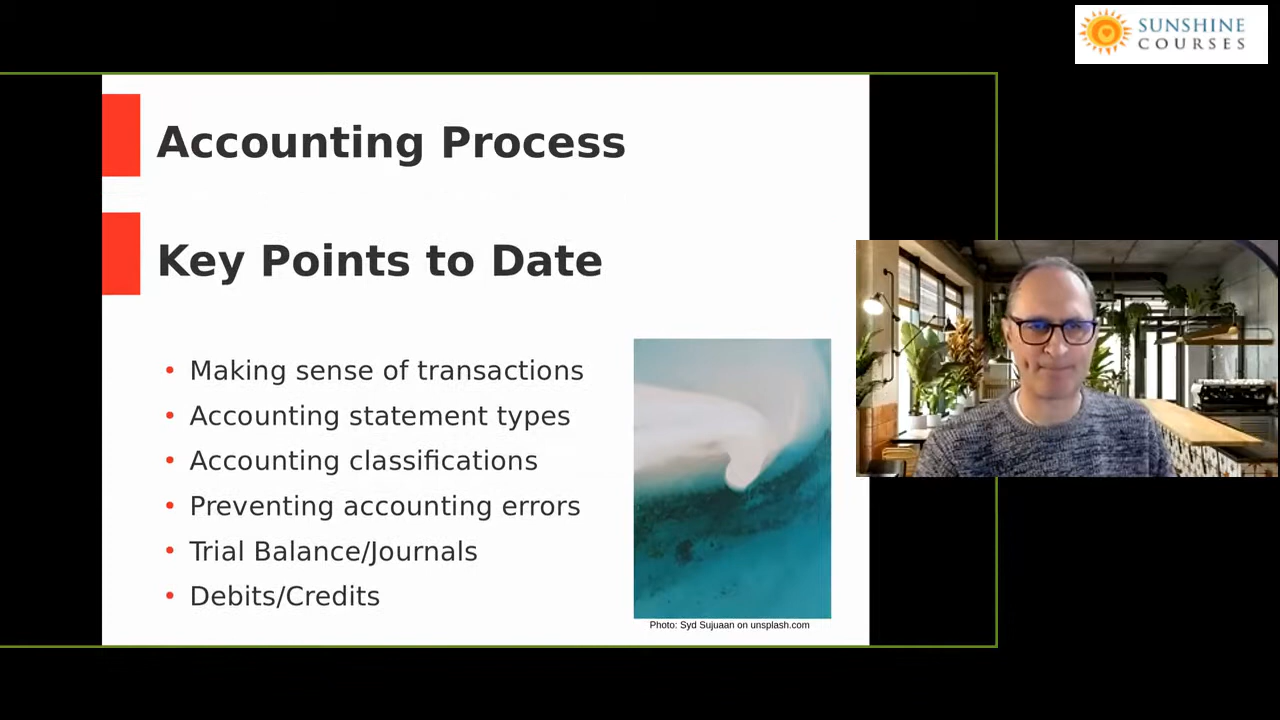 SUNSHINE
COURSES
Accounting Process
Key Points to Date
• Making sense of transactions
• Accounting statement types
• Accounting classifications
• Preventing accounting errors
• Trial Balance/Journals
• Debits/Credits
Photo: Syd Sujuaan on unsplash.com